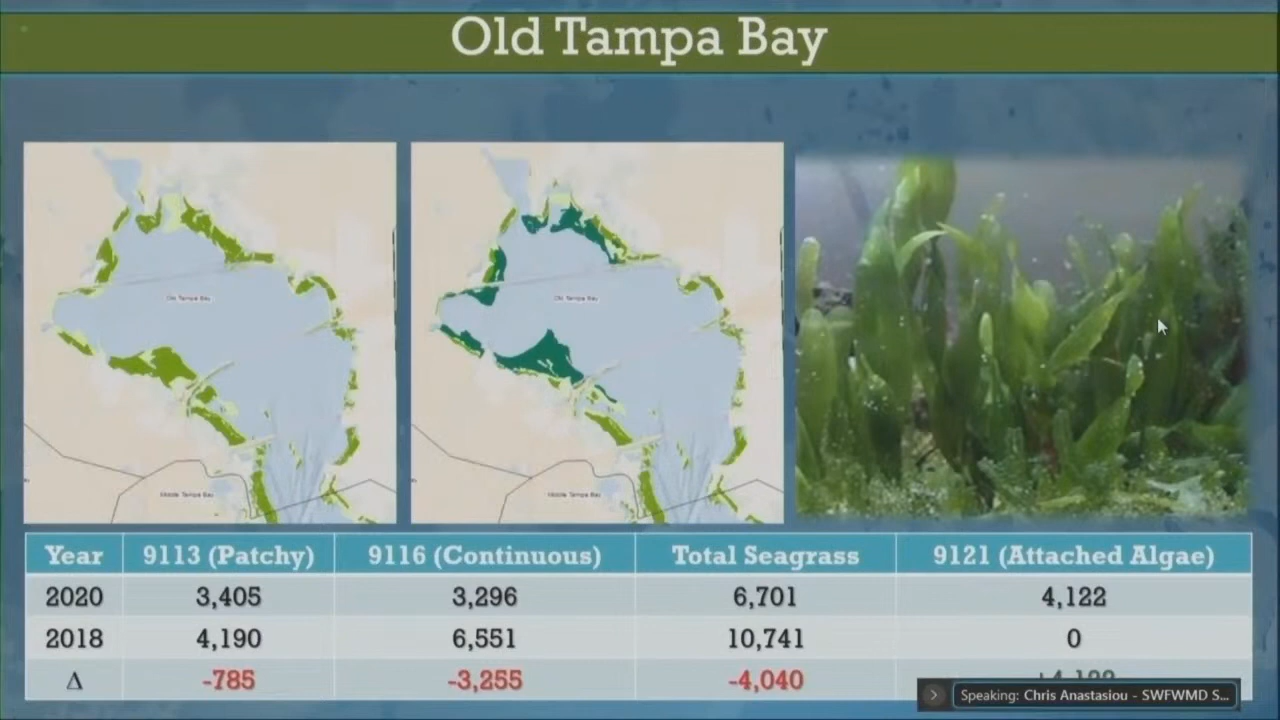 Old Tampa Bay
Old Tampa Bay
Old Tampa Bay
Middle Tampa Bay
Middle Tampa Bay
Year 9113 (Patchy) 9116 (Continuous) Total Seagrass 9121 (Attached Algae)
2020 3,405 3,296 6,701 4,122
2018 4,190 6,551 10,741 0
Δ -785 -3,255 -4,040
Speaking: Chris Anastasiou - SWFWMD S...